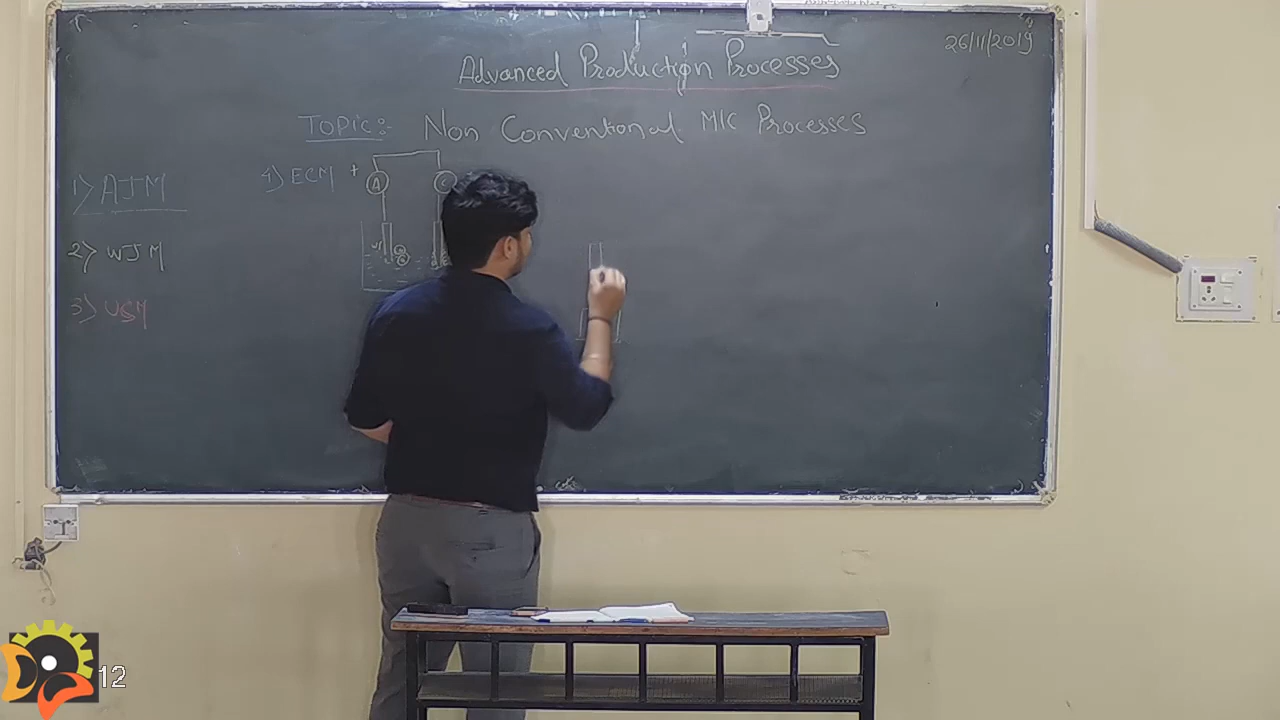 26/11/2019
Advanced Production Processes
Topic:- Non Conventional M/C Processes
1) AJM
2) WJM
3) USM
4) ECM
+ A C
12